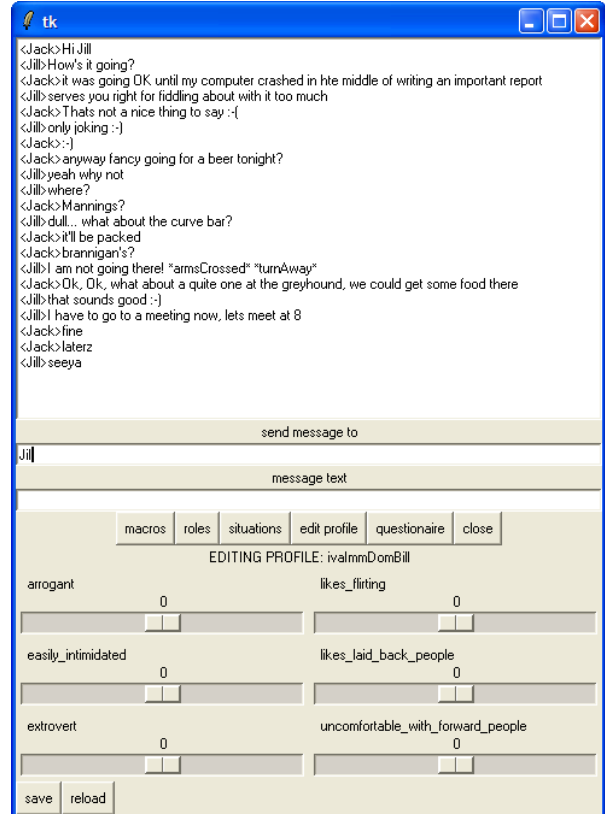 tk
<Jack>Hi Jill
<Jill>How's it going?
<Jack>it was going OK until my computer crashed in hte middle of writing an important report
<Jill>serves you right for fiddling about with it too much
<Jack>Thats not a nice thing to say :-(
<Jill>only joking :-)
<Jack>:-)
<Jack>anyway fancy going for a beer tonight?
<Jill>yeah why not
<Jill>where?
<Jack>Mannings?
<Jill>dull... what about the curve bar?
<Jack>it'll be packed
<Jack>brannigan's?
<Jill>I am not going there! *armsCrossed* *turnAway*
<Jack>Ok, Ok, what about a quite one at the greyhound, we could get some food there
<Jill>that sounds good :-)
<Jill>I have to go to a meeting now, lets meet at 8
<Jack>fine
<Jack>laterz
<Jill>seeya
send message to
Jil
message text
macros roles situations edit profile questionaire close
EDITING PROFILE: ivaImmDomBill
arrogant likes_flirting
0 0
easily_intimidated likes_laid_back_people
0 0
extrovert uncomfortable_with_forward_people
0 0
save reload